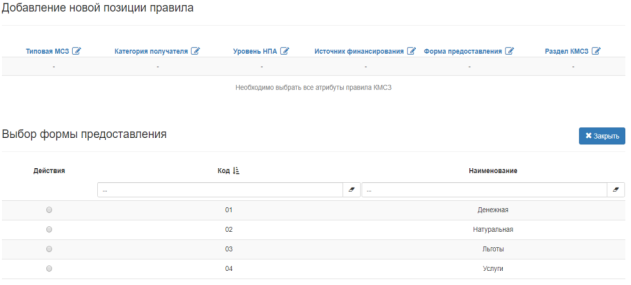 Добавление новой позиции правила
Типовая МСЗ Категория получателя Уровень НПА Источник финансирования Форма предоставления Раздел КМСЗ
- - - - - -
Необходимо выбрать все атрибуты правила КМСЗ
Выбор формы предоставления ✖ Закрыть
Действия Код Наименование
... ...
01 Денежная
02 Натуральная
03 Льготы
04 Услуги